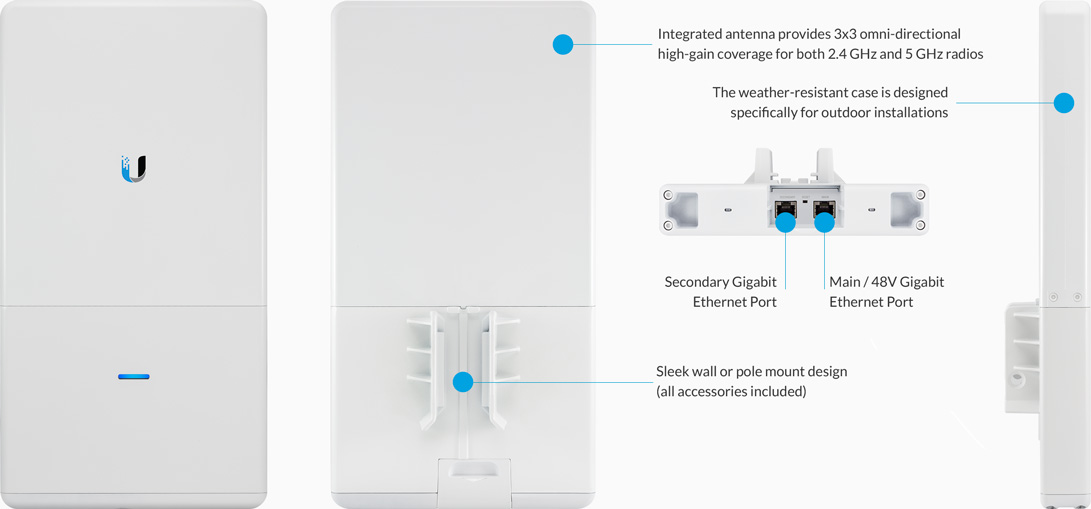 Integrated antenna provides 3x3 omni-directional
high-gain coverage for both 2.4 GHz and 5 GHz radios
The weather-resistant case is designed
specifically for outdoor installations
Secondary Gigabit
Ethernet Port
Main / 48V Gigabit
Ethernet Port
Sleek wall or pole mount design
(all accessories included)